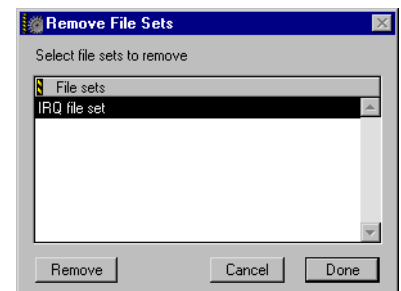 Remove File Sets
Select file sets to remove
File sets
IRQ file set
Remove Cancel Done